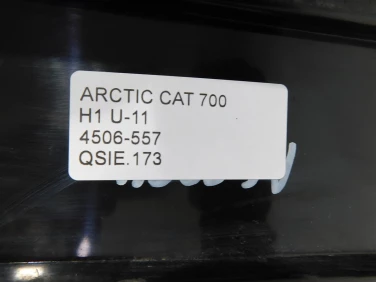 ARCTIC CAT 700
H1 U-11
4506-557
QSIE.173